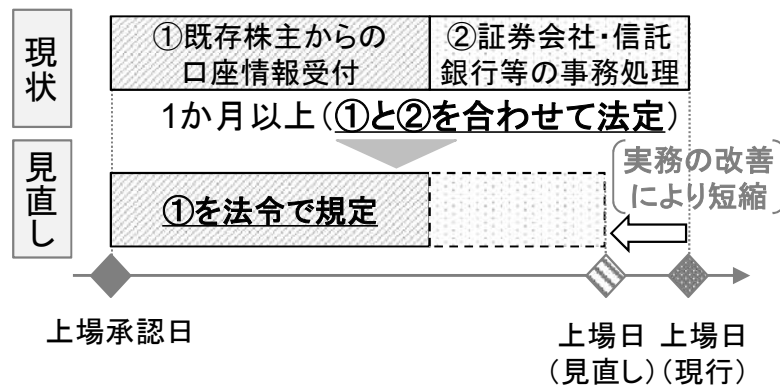 現状
①既存株主からの
口座情報受付
②証券会社・信託
銀行等の事務処理
1か月以上（①と②を合わせて法定）
見直し
①を法令で規定
実務の改善
により短縮
上場承認日
上場日
（見直し）
上場日
（現行）